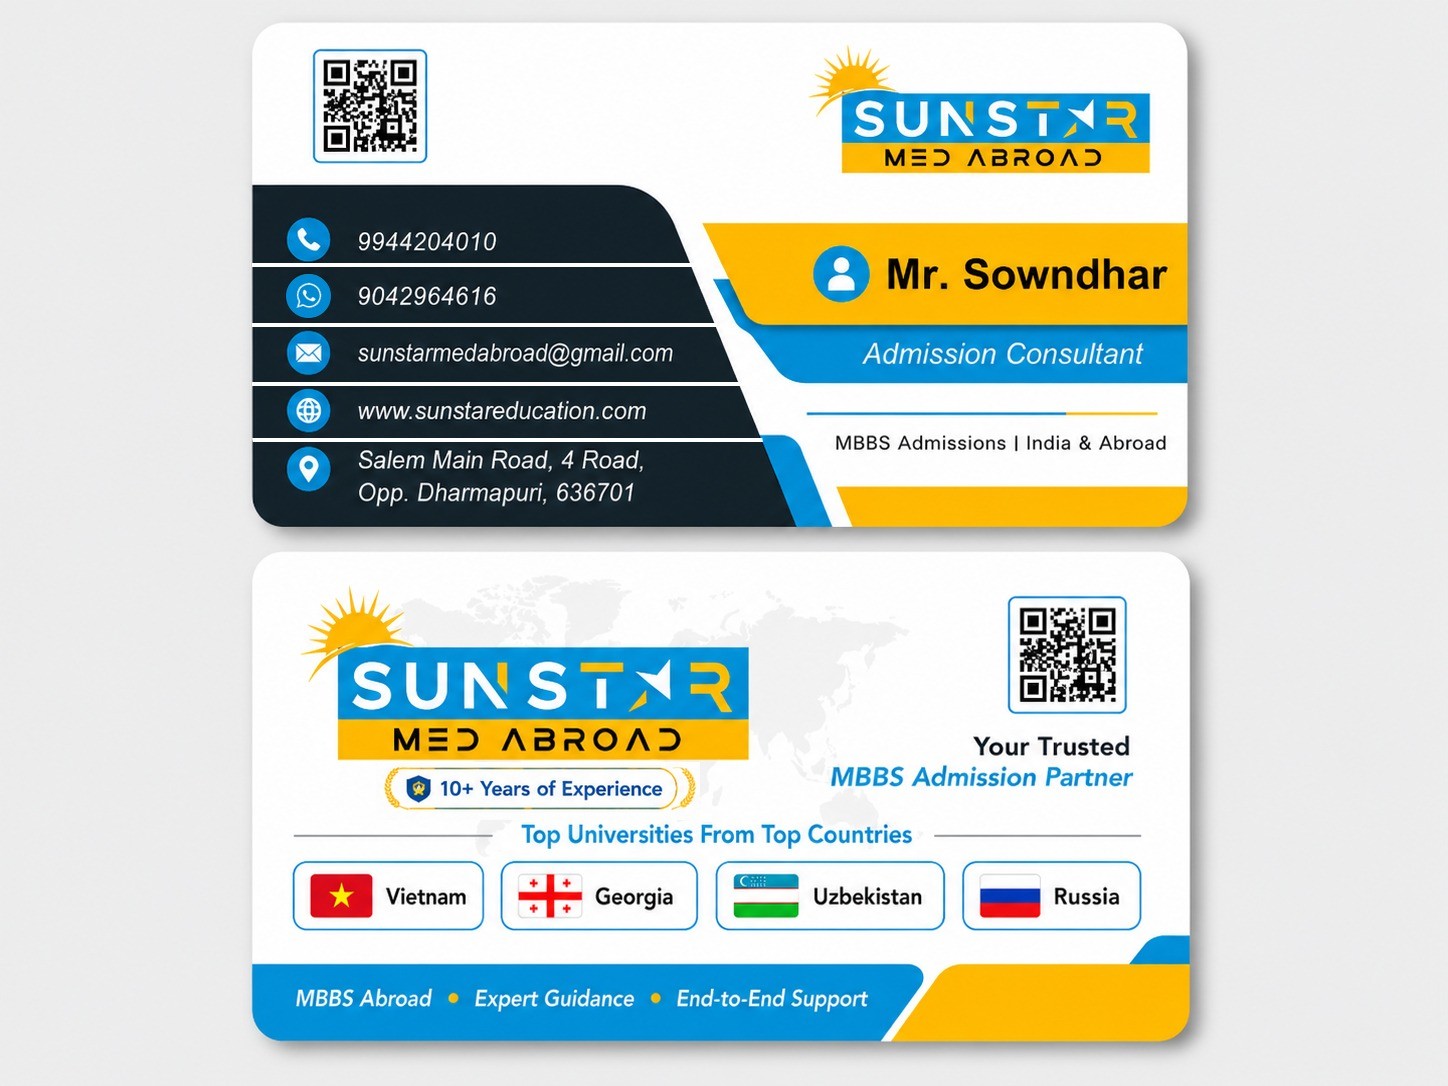 SUNSTAR
MED ABROAD
9944204010
9042964616
sunstarmedabroad@gmail.com
www.sunstareducation.com
Salem Main Road, 4 Road,
Opp. Dharmapuri, 636701
Mr. Sowndhar
Admission Consultant
MBBS Admissions | India & Abroad
SUNSTAR
MED ABROAD
10+ Years of Experience
Your Trusted
MBBS Admission Partner
Top Universities From Top Countries
Vietnam
Georgia
Uzbekistan
Russia
MBBS Abroad • Expert Guidance • End-to-End Support